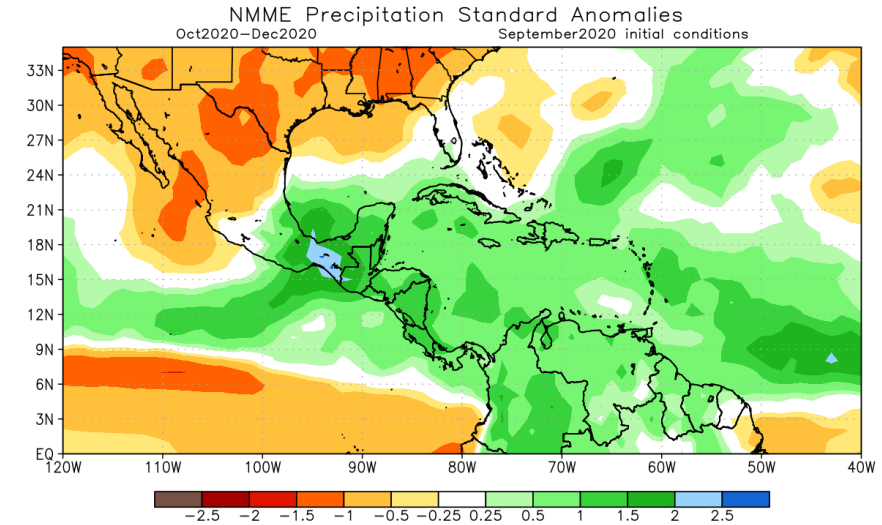 NMME Precipitation Standard Anomalies
Oct2020-Dec2020 September2020 initial conditions
33N
30N
27N
24N
21N
18N
15N
12N
9N
6N
3N
EQ
120W 110W 100W 90W 80W 70W 60W 50W 40W
-2.5 -2 -1.5 -1 -0.5 -0.25 0.25 0.5 1 1.5 2 2.5